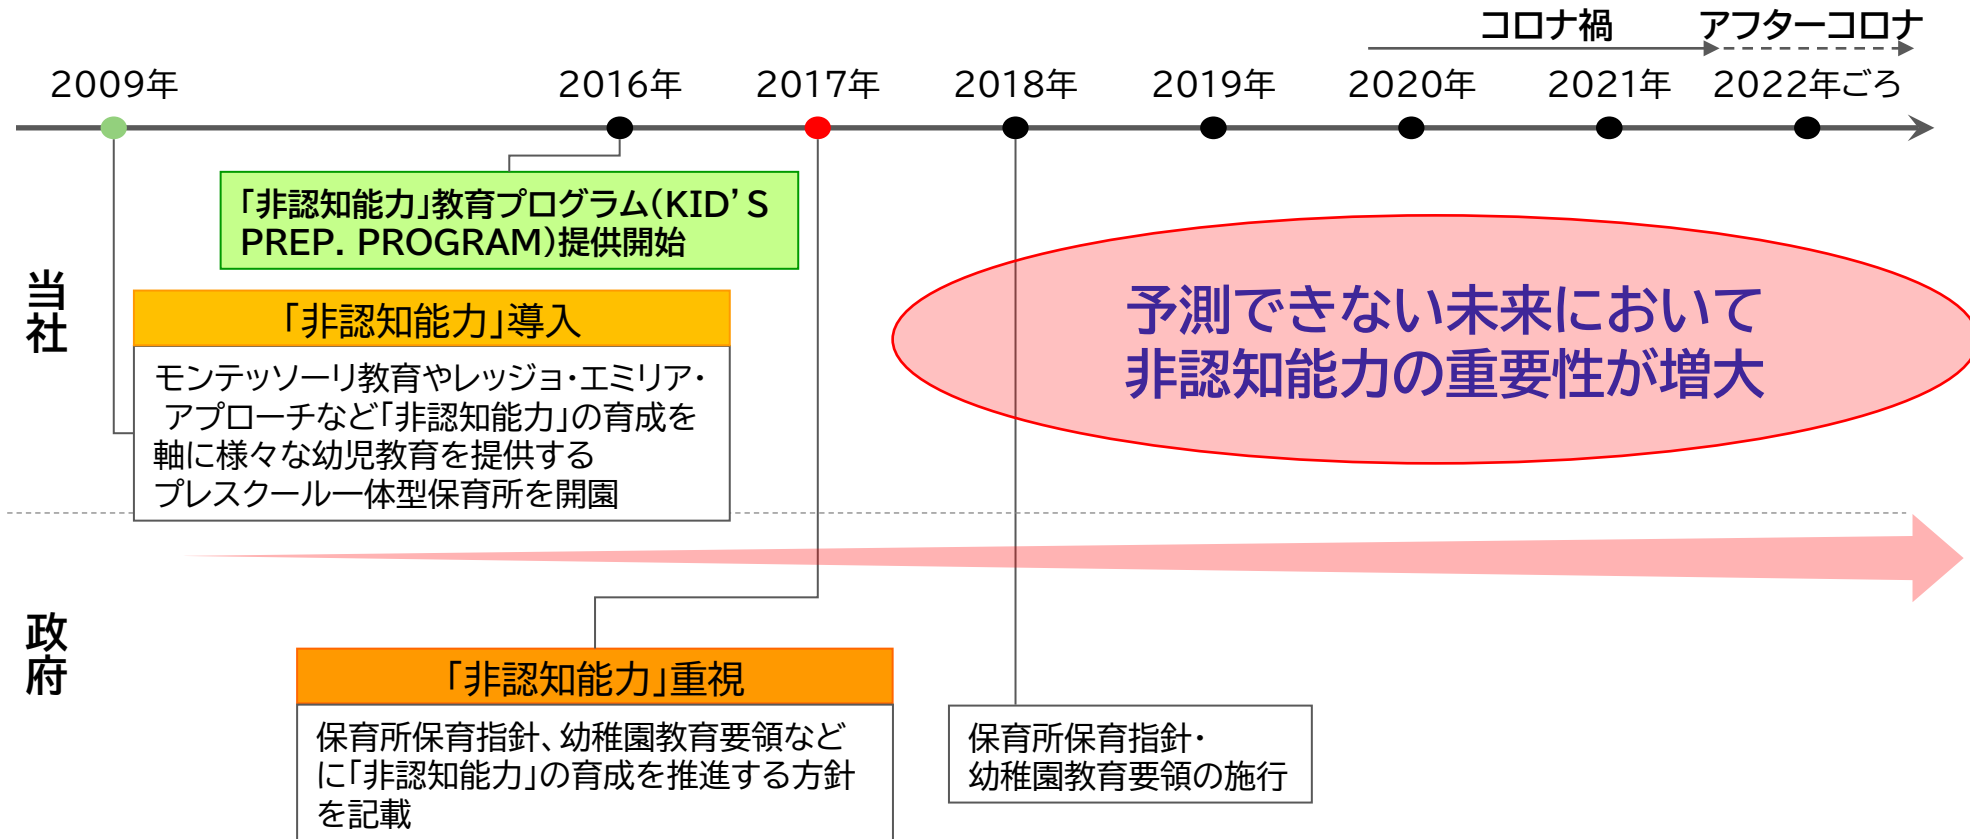 コロナ禍
アフターコロナ
2009年
2016年
2017年
2018年
2019年
2020年
2021年
2022年ごろ
当社
「非認知能力」教育プログラム(KID'S
PREP. PROGRAM)提供開始
「非認知能力」導入
モンテッソーリ教育やレッジョ・エミリア・
アプローチなど「非認知能力」の育成を
軸に様々な幼児教育を提供する
プレスクール一体型保育所を開園
予測できない未来において
非認知能力の重要性が増大
政府
「非認知能力」重視
保育所保育指針、幼稚園教育要領など
に「非認知能力」の育成を推進する方針
を記載
保育所保育指針・
幼稚園教育要領の施行